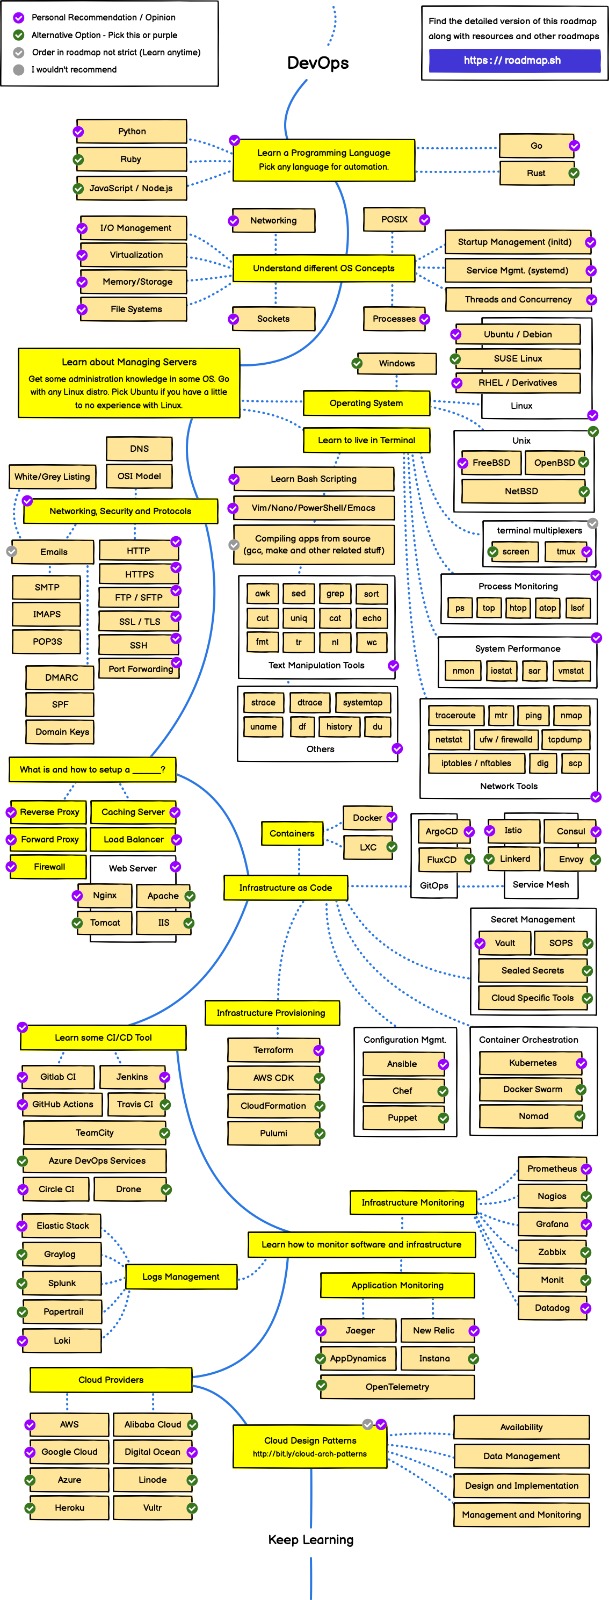 Personal Recommendation / Opinion
Alternative Option - Pick this or purple
Order in roadmap not strict (Learn anytime)
I wouldn't recommend
Find the detailed version of this roadmap
along with resources and other roadmaps
https://roadmap.sh
DevOps
Python
Ruby
JavaScript / Node.js
Learn a Programming Language
Pick any language for automation.
Go
Rust
Networking
POSIX
I/O Management
Virtualization
Memory/Storage
File Systems
Understand different OS Concepts
Startup Management (initd)
Service Mgmt. (systemd)
Threads and Concurrency
Sockets
Processes
Learn about Managing Servers
Get some administration knowledge in some OS. Go
with any Linux distro. Pick Ubuntu if you have a little
to no experience with Linux.
Windows
Operating System
Ubuntu / Debian
SUSE Linux
RHEL / Derivatives
Linux
Learn to live in Terminal
Unix
FreeBSD
OpenBSD
NetBSD
DNS
OSI Model
White/Grey Listing
Networking, Security and Protocols
Emails
SMTP
IMAPS
POP3S
DMARC
SPF
Domain Keys
HTTP
HTTPS
FTP / SFTP
SSL / TLS
SSH
Port Forwarding
Learn Bash Scripting
Vim/Nano/PowerShell/Emacs
Compiling apps from source
(gcc, make and other related stuff)
awk sed grep sort
cut uniq cat echo
fmt tr nl wc
Text Manipulation Tools
strace dtrace systemtap
uname df history du
Others
terminal multiplexers
screen tmux
Process Monitoring
ps top htop atop lsof
System Performance
nmon iostat sar vmstat
traceroute mtr ping nmap
netstat ufw / firewalld tcpdump
iptables / nftables dig scp
Network Tools
What is and how to setup a ______?
Reverse Proxy
Caching Server
Forward Proxy
Load Balancer
Firewall
Web Server
Nginx
Apache
Tomcat
IIS
Containers
Docker
LXC
Infrastructure as Code
ArgoCD
FluxCD
GitOps
Istio
Consul
Linkerd
Envoy
Service Mesh
Secret Management
Vault
SOPS
Sealed Secrets
Cloud Specific Tools
Infrastructure Provisioning
Terraform
AWS CDK
CloudFormation
Pulumi
Configuration Mgmt.
Ansible
Chef
Puppet
Container Orchestration
Kubernetes
Docker Swarm
Nomad
Learn some CI/CD Tool
Gitlab CI
Jenkins
GitHub Actions
Travis CI
TeamCity
Azure DevOps Services
Circle CI
Drone
Infrastructure Monitoring
Prometheus
Nagios
Grafana
Zabbix
Monit
Datadog
Learn how to monitor software and infrastructure
Elastic Stack
Graylog
Splunk
Papertrail
Loki
Logs Management
Application Monitoring
Jaeger
New Relic
AppDynamics
Instana
OpenTelemetry
Cloud Providers
AWS
Alibaba Cloud
Google Cloud
Digital Ocean
Azure
Linode
Heroku
Vultr
Cloud Design Patterns
http://bit.ly/cloud-arch-patterns
Availability
Data Management
Design and Implementation
Management and Monitoring
Keep Learning